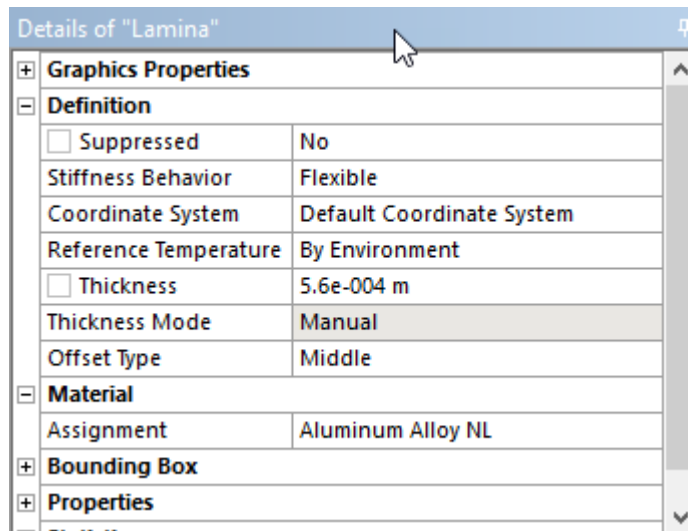 Details of "Lamina"
Graphics Properties
Definition
Suppressed No
Stiffness Behavior Flexible
Coordinate System Default Coordinate System
Reference Temperature By Environment
Thickness 5.6e-004 m
Thickness Mode Manual
Offset Type Middle
Material
Assignment Aluminum Alloy NL
Bounding Box
Properties